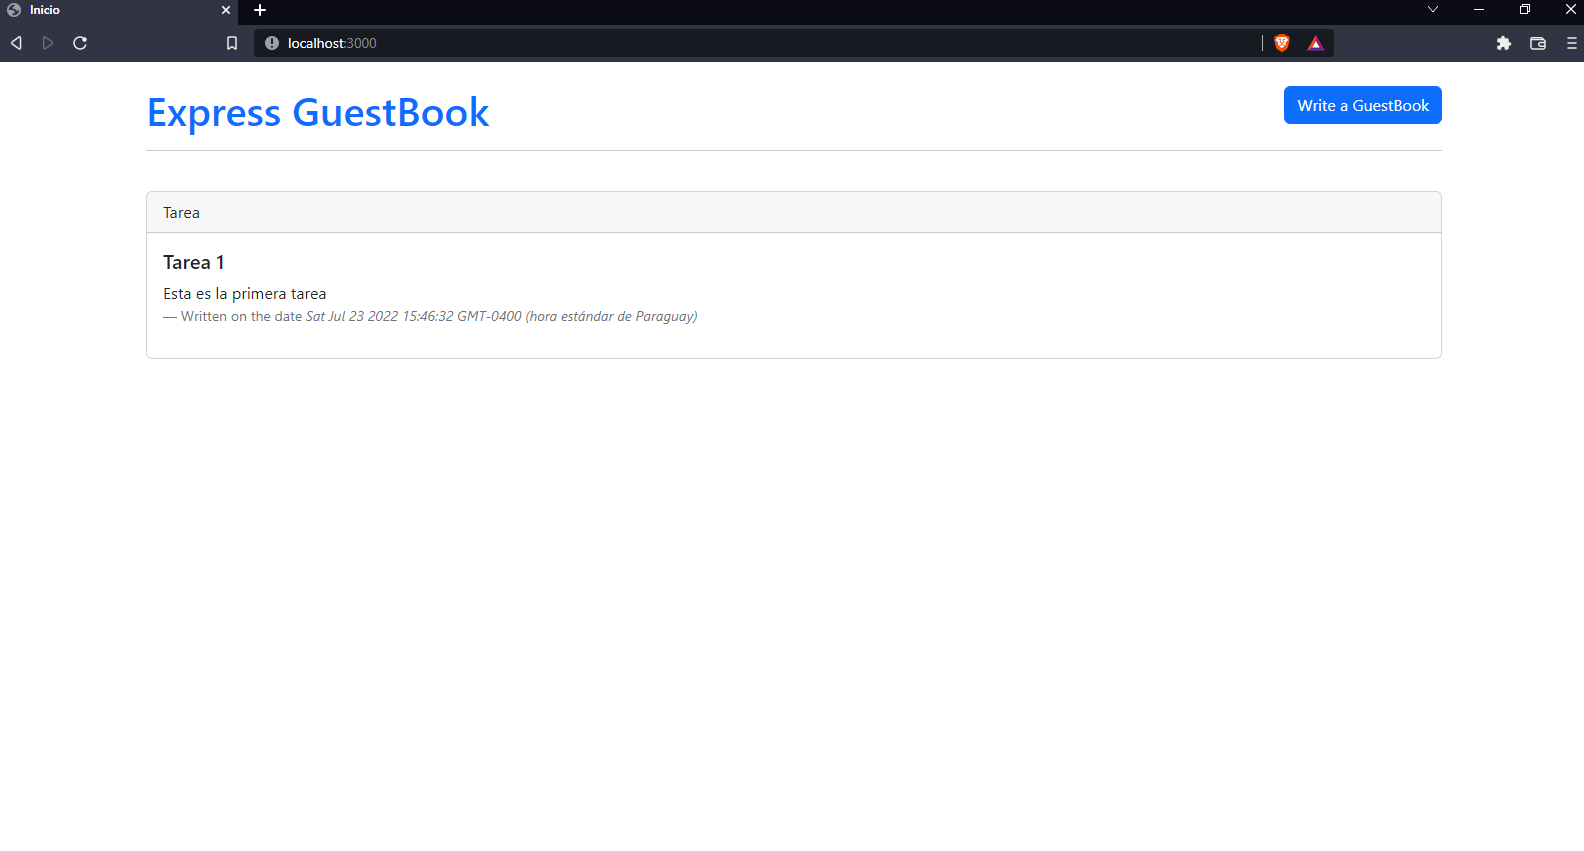 Inicio
localhost:3000
Express GuestBook
Write a GuestBook
Tarea
Tarea 1
Esta es la primera tarea
— Written on the date Sat Jul 23 2022 15:46:32 GMT-0400 (hora estándar de Paraguay)